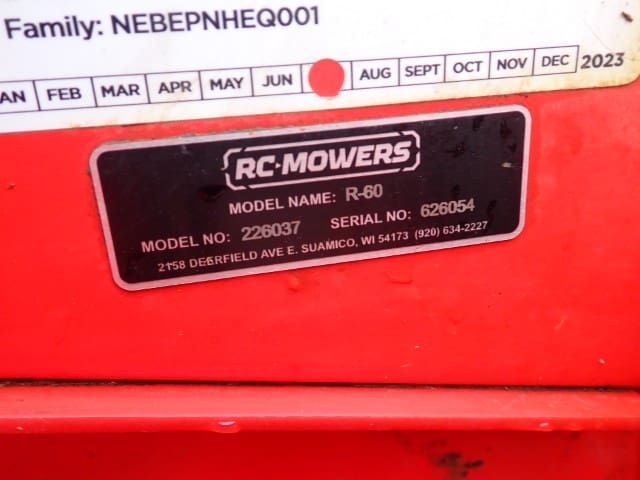 Family: NEBEPNHEQ001
AN FEB MAR APR MAY JUN AUG SEPT OCT NOV DEC 2023
RC-MOWERS
MODEL NAME: R-60
MODEL NO: 226037 SERIAL NO: 626054
2158 DEERFIELD AVE E. SUAMICO, WI 54173 (920) 634-2227